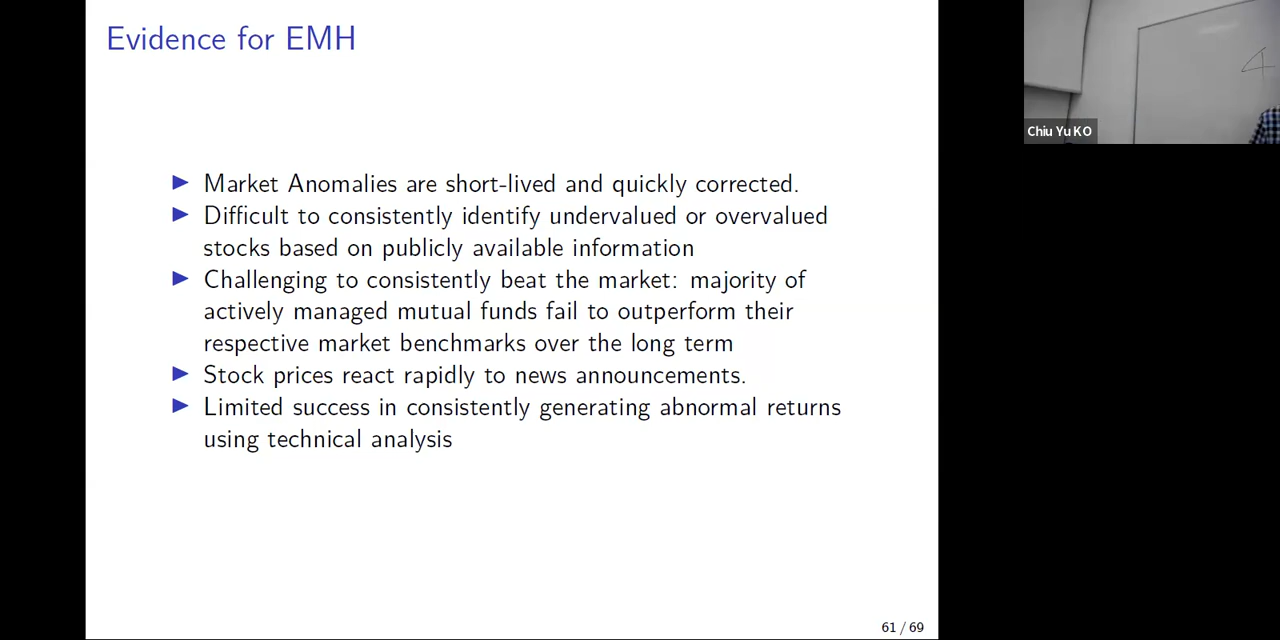 Evidence for EMH
Market Anomalies are short-lived and quickly corrected.
Difficult to consistently identify undervalued or overvalued
stocks based on publicly available information
Challenging to consistently beat the market: majority of
actively managed mutual funds fail to outperform their
respective market benchmarks over the long term
Stock prices react rapidly to news announcements.
Limited success in consistently generating abnormal returns
using technical analysis
61 / 69
4
Chiu Yu KO